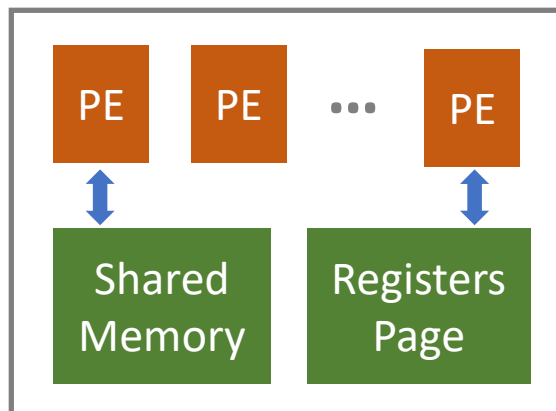 PE
PE
...
PE
Shared
Memory
Registers
Page